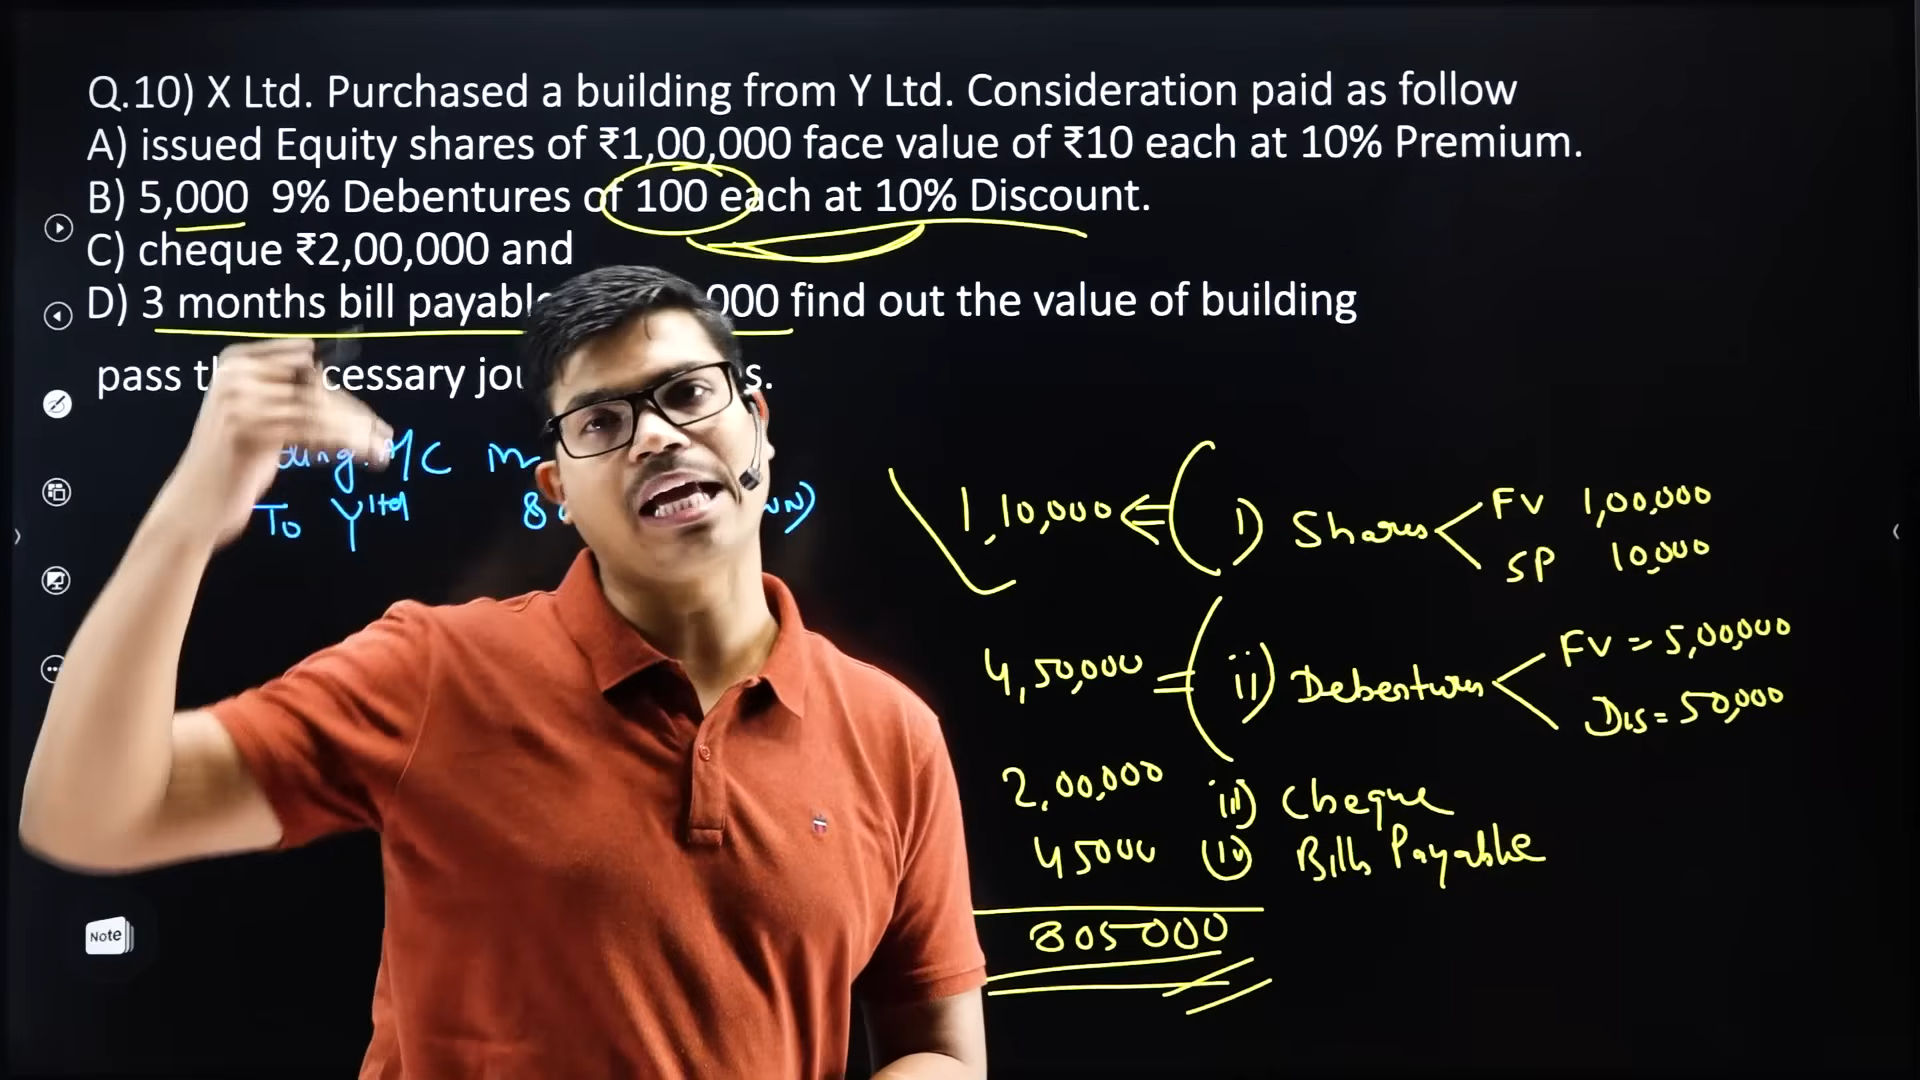 Q.10) X Ltd. Purchased a building from Y Ltd. Consideration paid as follow
A) issued Equity shares of ₹1,00,000 face value of ₹10 each at 10% Premium.
B) 5,000 9% Debentures of 100 each at 10% Discount.
C) cheque ₹2,00,000 and
D) 3 months bill payable 000 find out the value of building
pass
A/C
To Y ltd
1,10,000 i) Shares FV 1,00,000
SP 10,000
4,50,000 = ii) Debentures FV = 5,00,000
Dis = 50,000
2,00,000 iii) Cheque
45000 (iv) Bills Payable
805000
Note